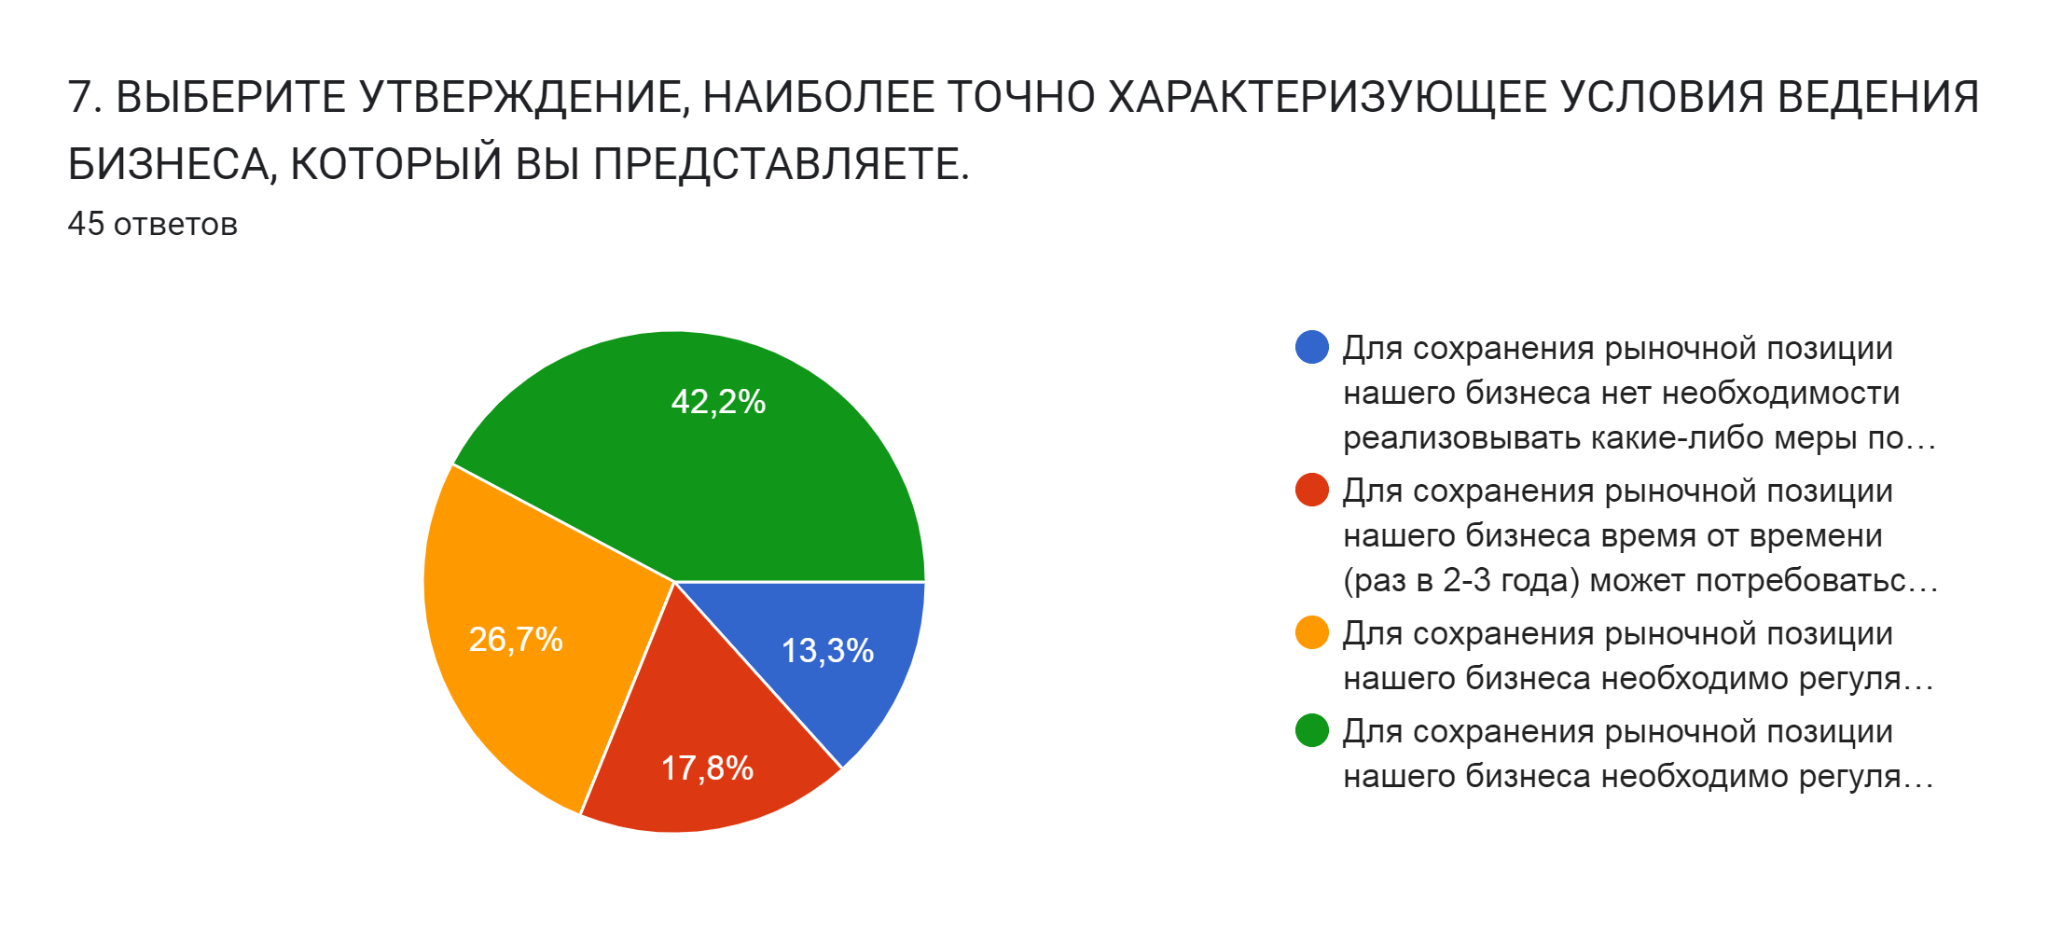 7. ВЫБЕРИТЕ УТВЕРЖДЕНИЕ, НАИБОЛЕЕ ТОЧНО ХАРАКТЕРИЗУЮЩЕЕ УСЛОВИЯ ВЕДЕНИЯ
БИЗНЕСА, КОТОРЫЙ ВЫ ПРЕДСТАВЛЯЕТЕ.
45 ответов
42,2%
26,7%
13,3%
17,8%
Для сохранения рыночной позиции
нашего бизнеса нет необходимости
реализовывать какие-либо меры по…
Для сохранения рыночной позиции
нашего бизнеса время от времени
(раз в 2-3 года) может потребоватьс…
Для сохранения рыночной позиции
нашего бизнеса необходимо регуля…
Для сохранения рыночной позиции
нашего бизнеса необходимо регуля…